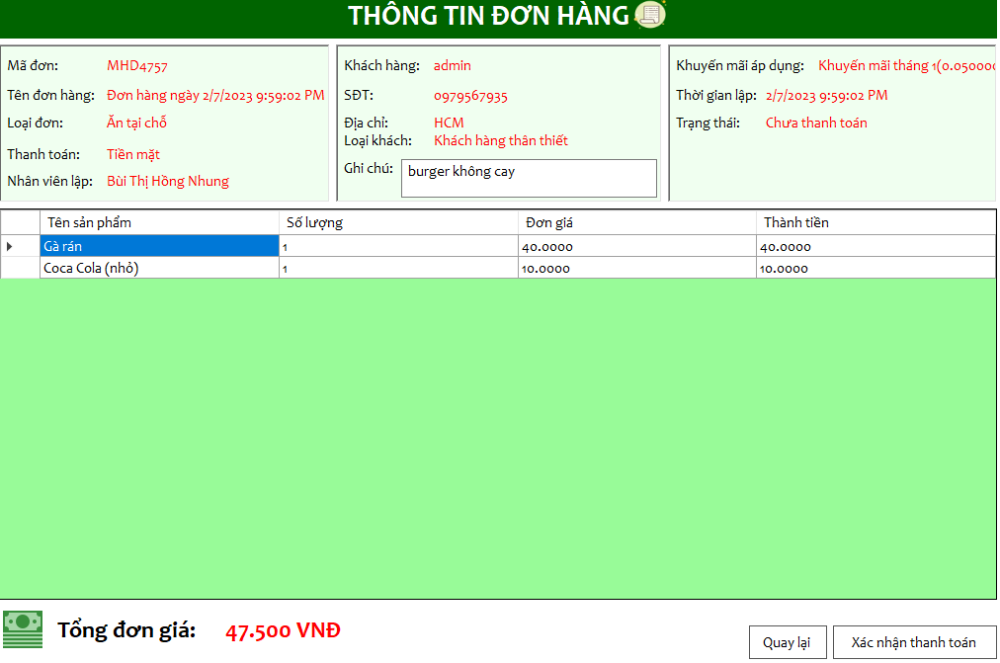 THÔNG TIN ĐƠN HÀNG
Mã đơn: MHD4757
Tên đơn hàng: Đơn hàng ngày 2/7/2023 9:59:02 PM
Loại đơn: Ăn tại chỗ
Thanh toán: Tiền mặt
Nhân viên lập: Bùi Thị Hồng Nhung
Khách hàng: admin
SĐT: 0979567935
Địa chỉ: HCM
Loại khách: Khách hàng thân thiết
Ghi chú: burger không cay
Khuyến mãi áp dụng: Khuyến mãi tháng 1(0.05000
Thời gian lập: 2/7/2023 9:59:02 PM
Trạng thái: Chưa thanh toán
Tên sản phẩm Số lượng Đơn giá Thành tiền
Gà rán 1 40.0000 40.0000
Coca Cola (nhỏ) 1 10.0000 10.0000
Tổng đơn giá: 47.500 VNĐ
Quay lại Xác nhận thanh toán